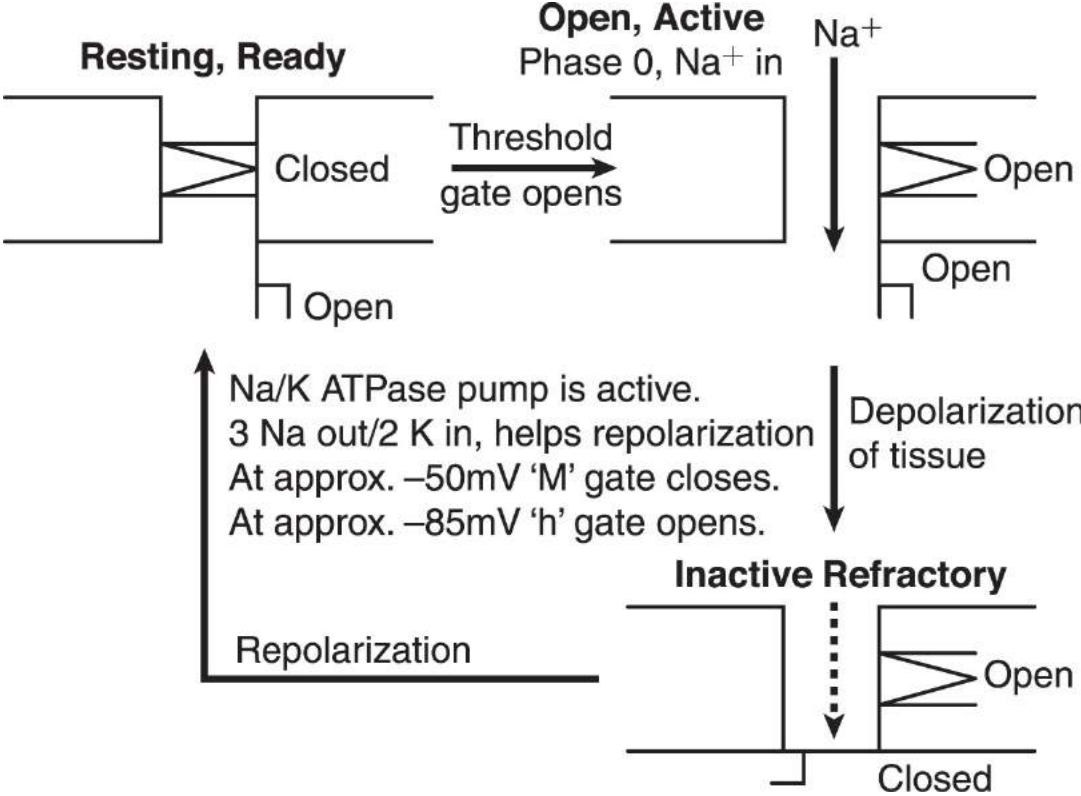 Resting, Ready
Closed
Open
Threshold
gate opens
Open, Active
Phase 0, Na+ in
Na+
Open
Open
Depolarization
of tissue
Na/K ATPase pump is active.
3 Na out/2 K in, helps repolarization
At approx. –50mV ‘M’ gate closes.
At approx. –85mV ‘h’ gate opens.
Inactive Refractory
Open
Closed
Repolarization